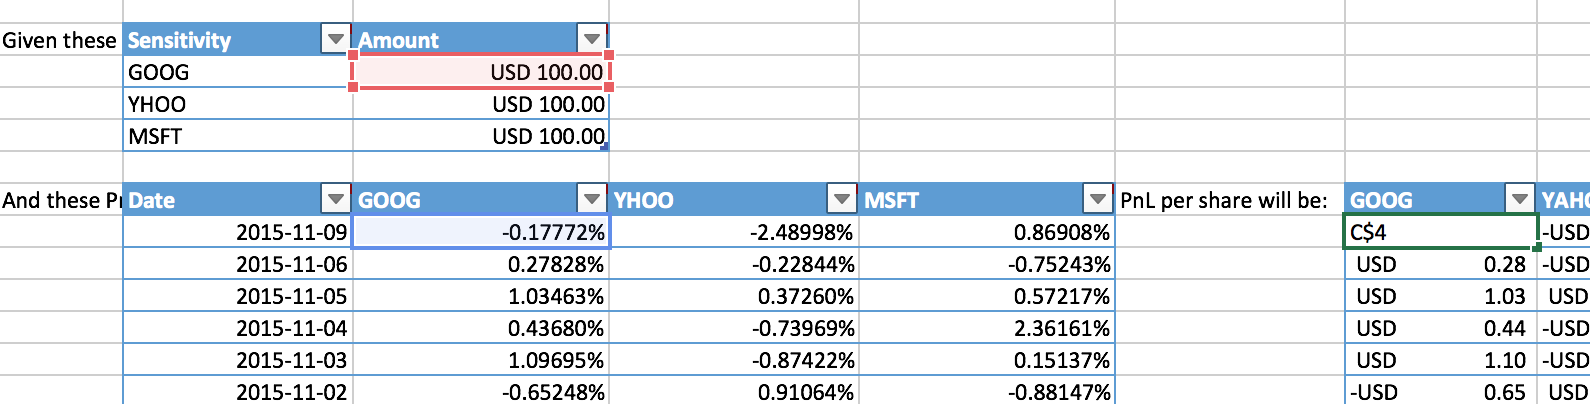 Given these Sensitivity Amount
GOOG USD 100.00
YHOO USD 100.00
MSFT USD 100.00
And these Date GOOG YHOO MSFT PnL per share will be: GOOG
2015-11-09 -0.17772% -2.48998% 0.86908% C$4 -USD
2015-11-06 0.27828% -0.22844% -0.75243% USD 0.28 -USD
2015-11-05 1.03463% 0.37260% 0.57217% USD 1.03 USD
2015-11-04 0.43680% -0.73969% 2.36161% USD 0.44 -USD
2015-11-03 1.09695% -0.87422% 0.15137% USD 1.10 -USD
2015-11-02 -0.65248% 0.91064% -0.88147% -USD 0.65 USD